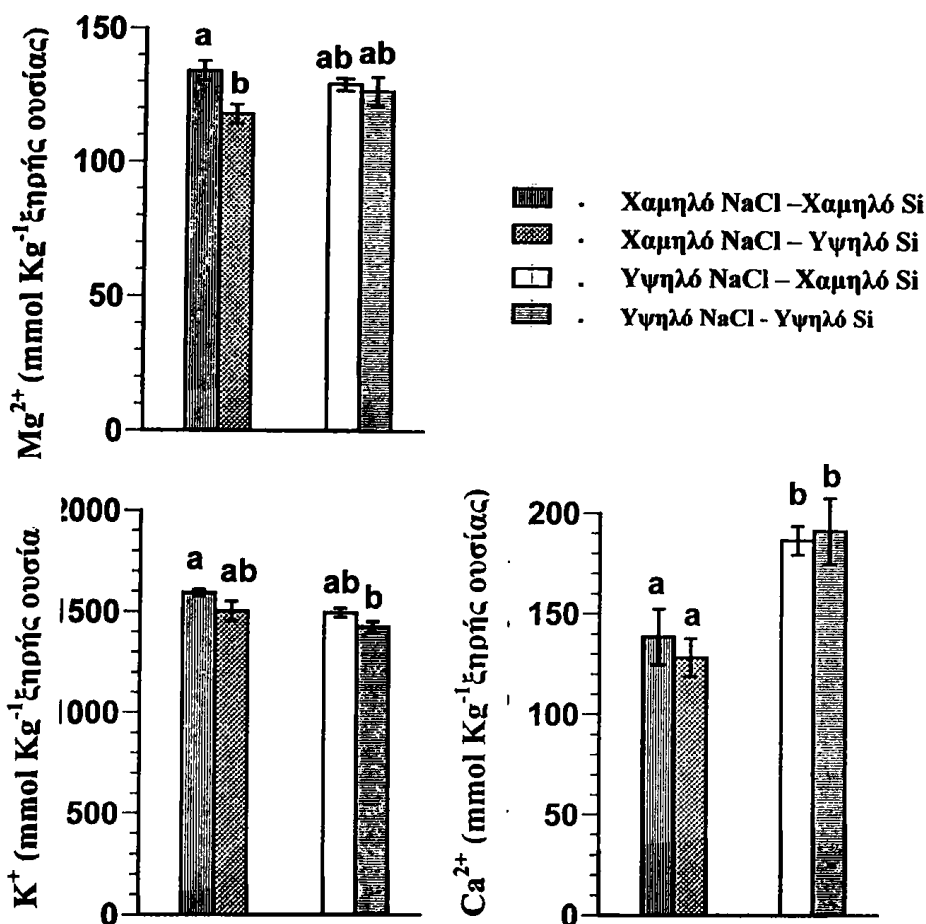 Mg2+ (mmol Kg-1ξηρής ουσίας)
150
100
50
0
a
b
ab
ab
. Χαμηλό NaCl –Χαμηλό Si
. Χαμηλό NaCl – Υψηλό Si
. Υψηλό NaCl – Χαμηλό Si
. Υψηλό NaCl - Υψηλό Si
K+ (mmol Kg-1ξηρής ουσία
2000
1500
1000
500
0
a
ab
ab
b
Ca2+ (mmol Kg-1ξηρής ουσίας)
200
150
100
50
0
a
a
b
b